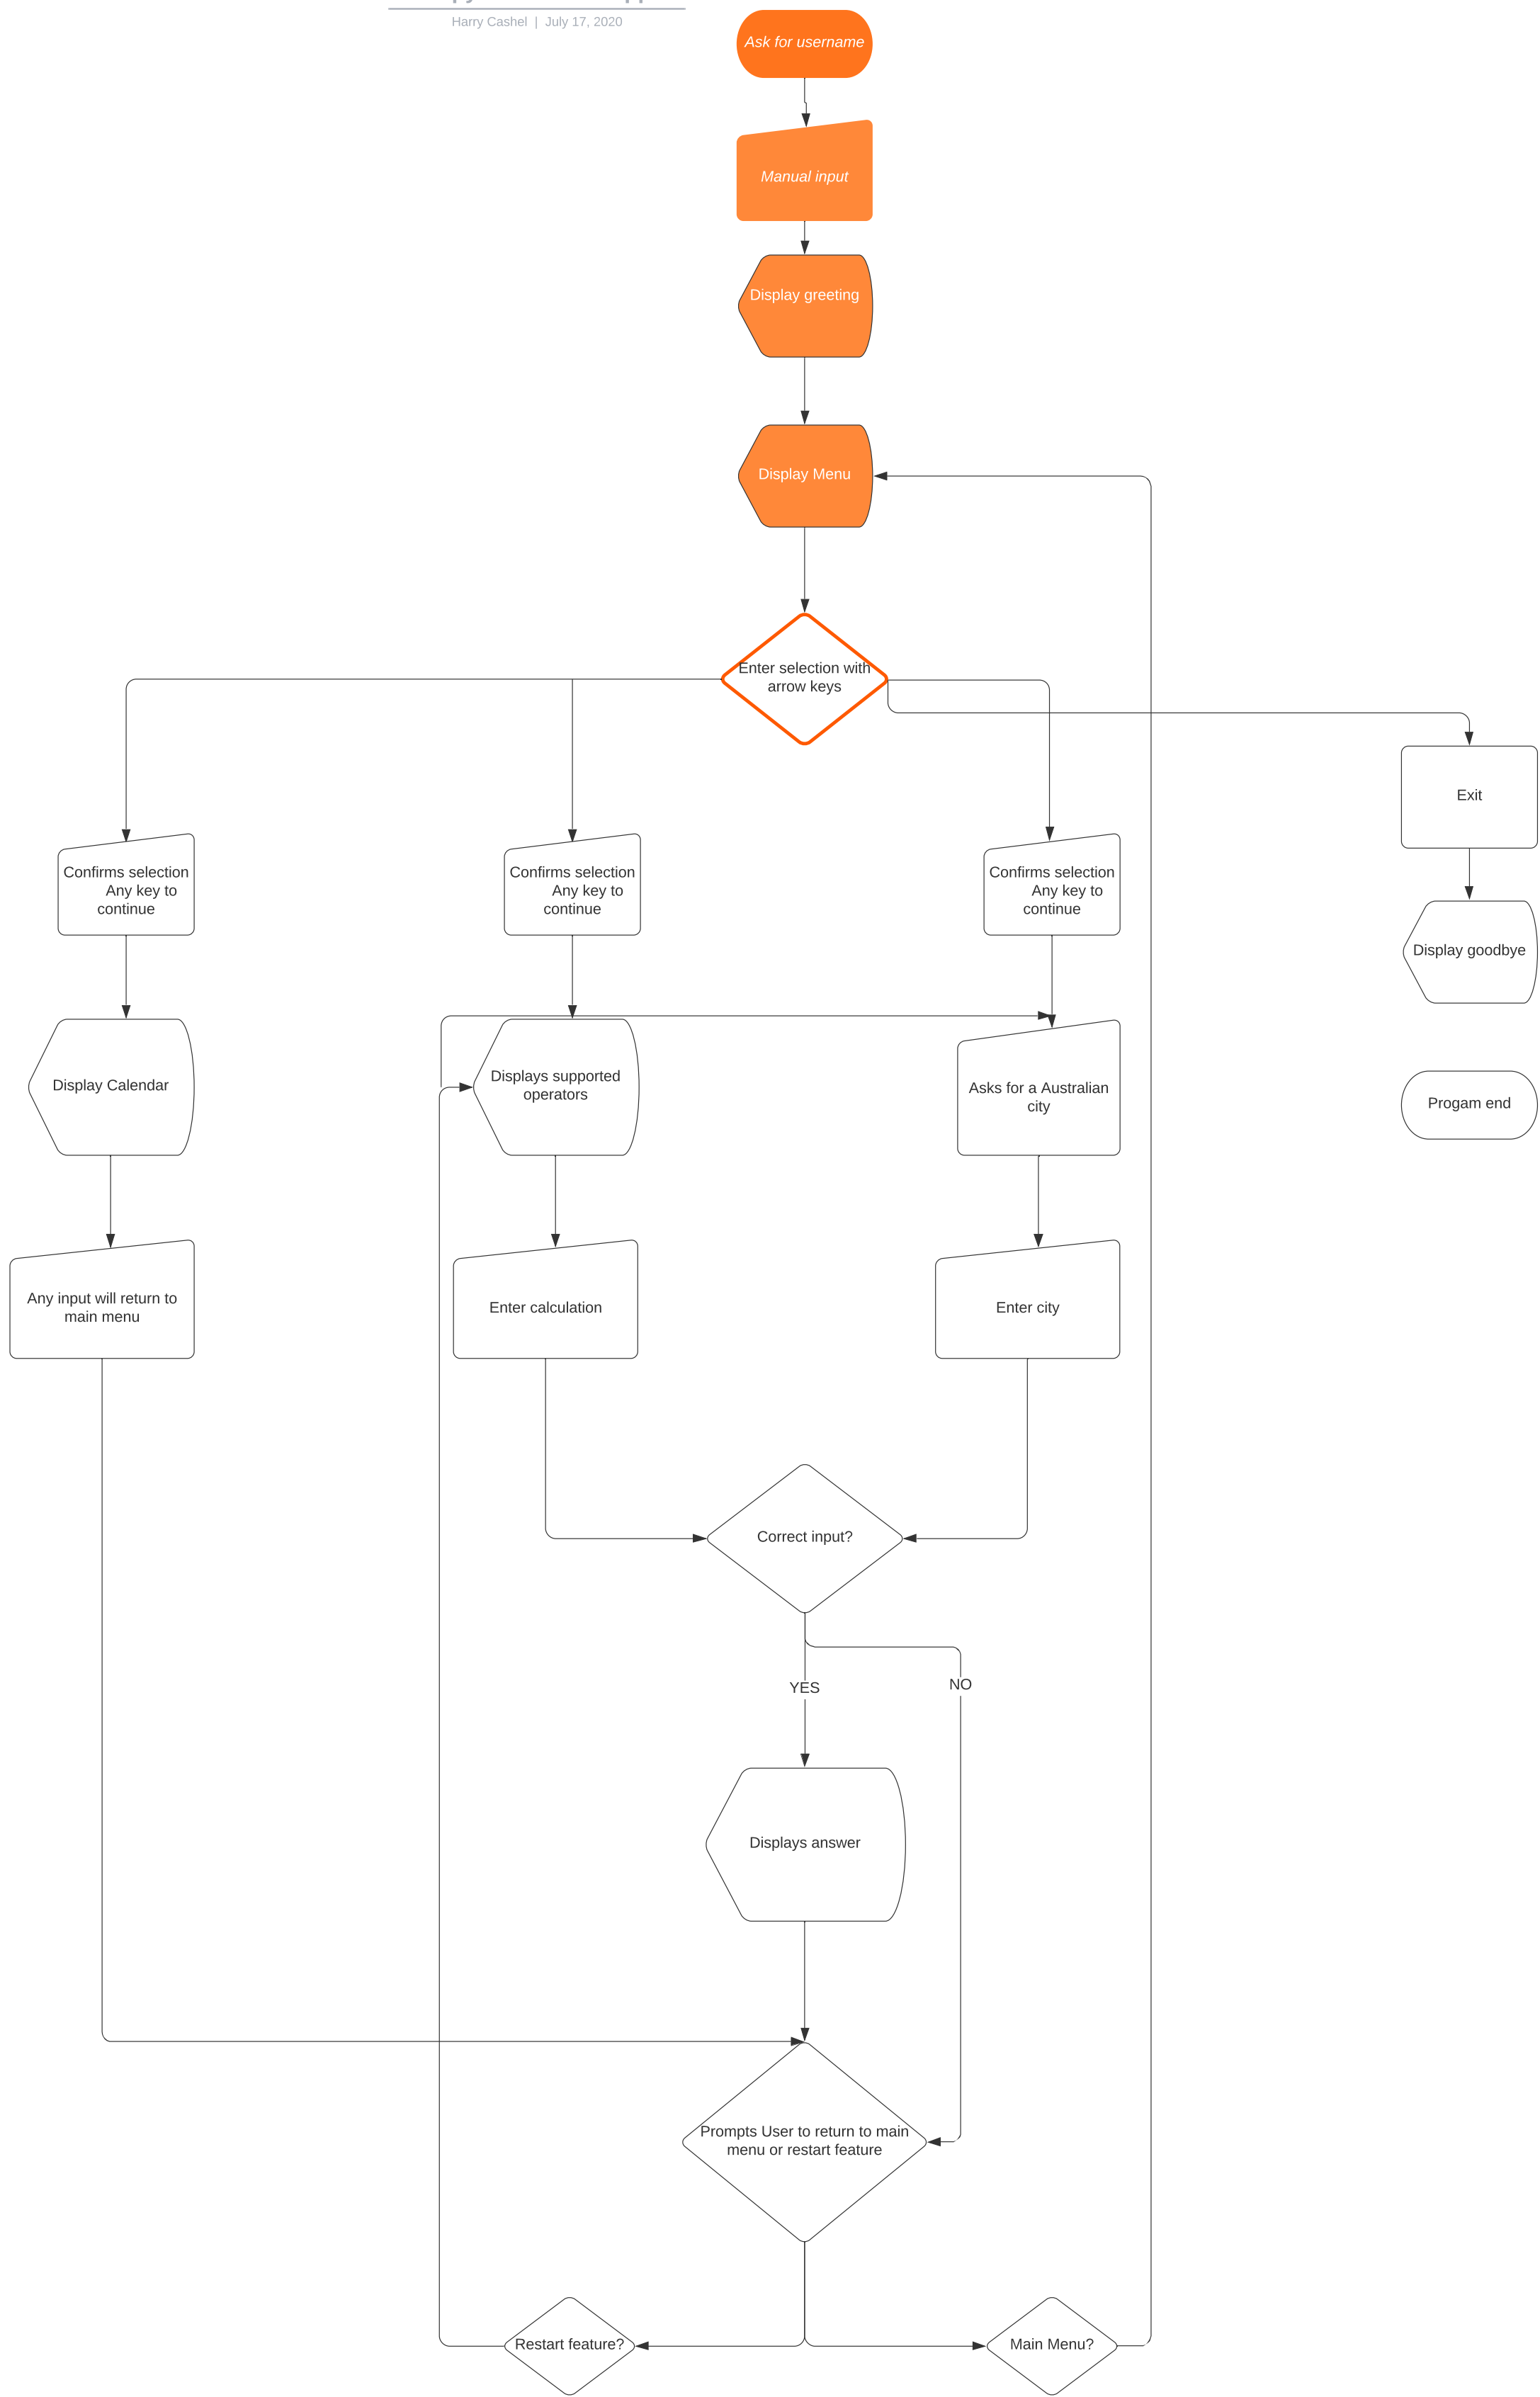 Harry Cashel | July 17, 2020
Ask for username
Manual input
Display greeting
Display Menu
Enter selection with
arrow keys
Exit
Confirms selection
Any key to
continue
Confirms selection
Any key to
continue
Confirms selection
Any key to
continue
Display goodbye
Display Calendar
Displays supported
operators
Asks for a Australian
city
Progam end
Any input will return to
main menu
Enter calculation
Enter city
Correct input?
YES
NO
Displays answer
Prompts User to return to main
menu or restart feature
Restart feature?
Main Menu?